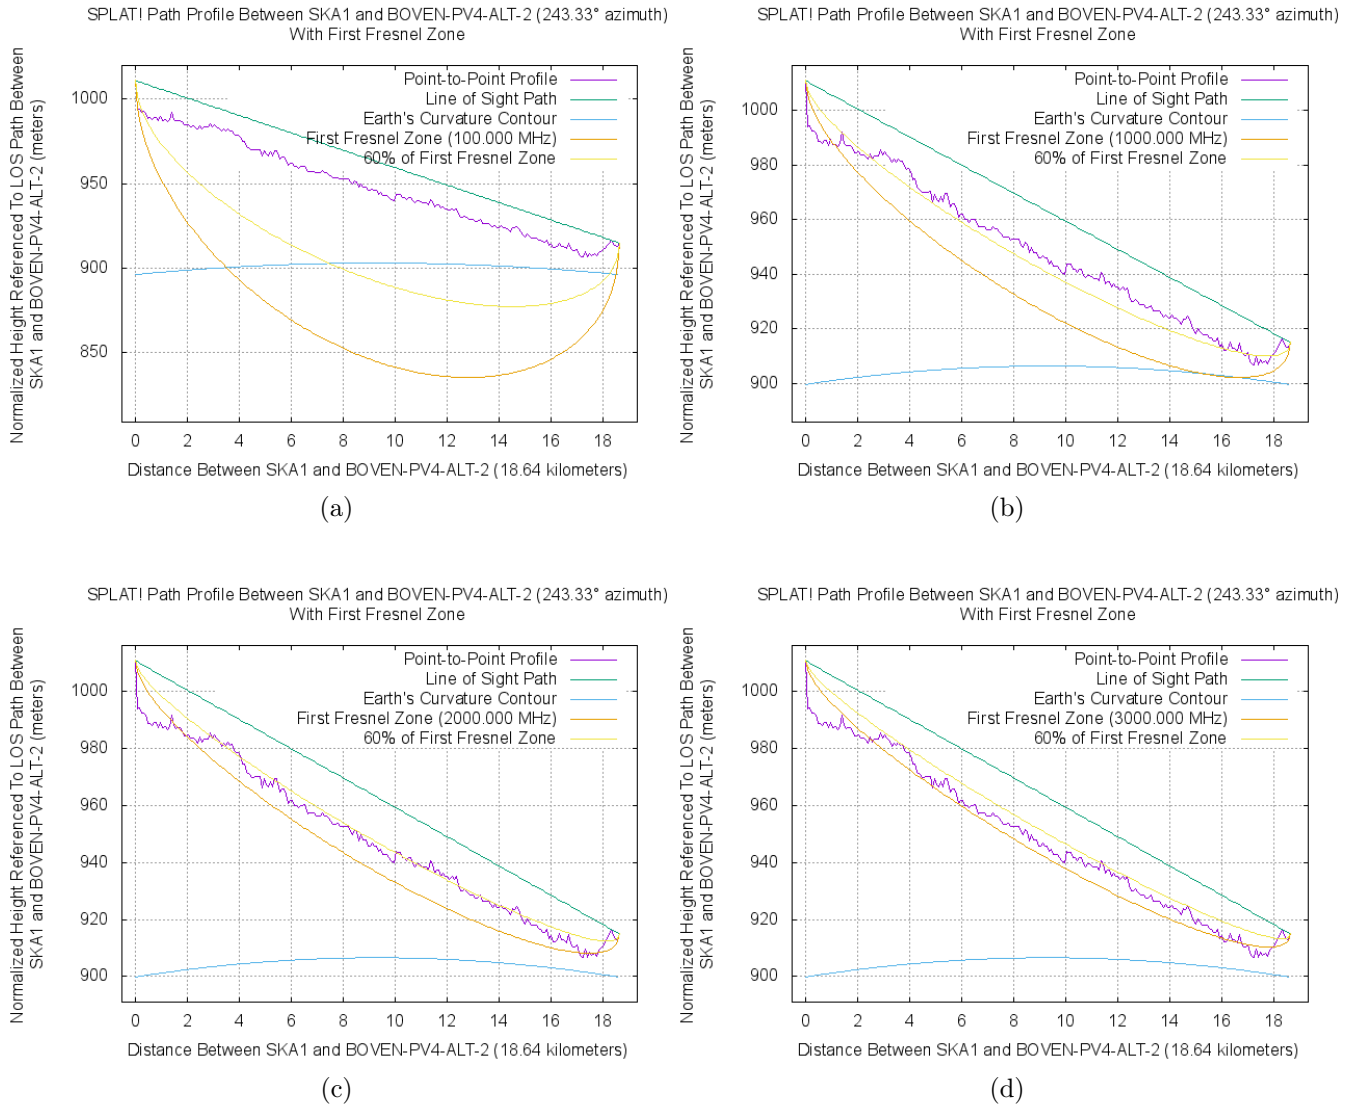 SPLAT! Path Profile Between SKA1 and BOVEN-PV4-ALT-2 (243.33° azimuth)
With First Fresnel Zone
Normalized Height Referenced To LOS Path Between
SKA1 and BOVEN-PV4-ALT-2 (meters)
Point-to-Point Profile
Line of Sight Path
Earth's Curvature Contour
First Fresnel Zone (100.000 MHz)
60% of First Fresnel Zone
1000
950
900
850
0 2 4 6 8 10 12 14 16 18
Distance Between SKA1 and BOVEN-PV4-ALT-2 (18.64 kilometers)
(a)
SPLAT! Path Profile Between SKA1 and BOVEN-PV4-ALT-2 (243.33° azimuth)
With First Fresnel Zone
Normalized Height Referenced To LOS Path Between
SKA1 and BOVEN-PV4-ALT-2 (meters)
Point-to-Point Profile
Line of Sight Path
Earth's Curvature Contour
First Fresnel Zone (1000.000 MHz)
60% of First Fresnel Zone
1000
980
960
940
920
900
0 2 4 6 8 10 12 14 16 18
Distance Between SKA1 and BOVEN-PV4-ALT-2 (18.64 kilometers)
(b)
SPLAT! Path Profile Between SKA1 and BOVEN-PV4-ALT-2 (243.33° azimuth)
With First Fresnel Zone
Normalized Height Referenced To LOS Path Between
SKA1 and BOVEN-PV4-ALT-2 (meters)
Point-to-Point Profile
Line of Sight Path
Earth's Curvature Contour
First Fresnel Zone (2000.000 MHz)
60% of First Fresnel Zone
1000
980
960
940
920
900
0 2 4 6 8 10 12 14 16 18
Distance Between SKA1 and BOVEN-PV4-ALT-2 (18.64 kilometers)
(c)
SPLAT! Path Profile Between SKA1 and BOVEN-PV4-ALT-2 (243.33° azimuth)
With First Fresnel Zone
Normalized Height Referenced To LOS Path Between
SKA1 and BOVEN-PV4-ALT-2 (meters)
Point-to-Point Profile
Line of Sight Path
Earth's Curvature Contour
First Fresnel Zone (3000.000 MHz)
60% of First Fresnel Zone
1000
980
960
940
920
900
0 2 4 6 8 10 12 14 16 18
Distance Between SKA1 and BOVEN-PV4-ALT-2 (18.64 kilometers)
(d)